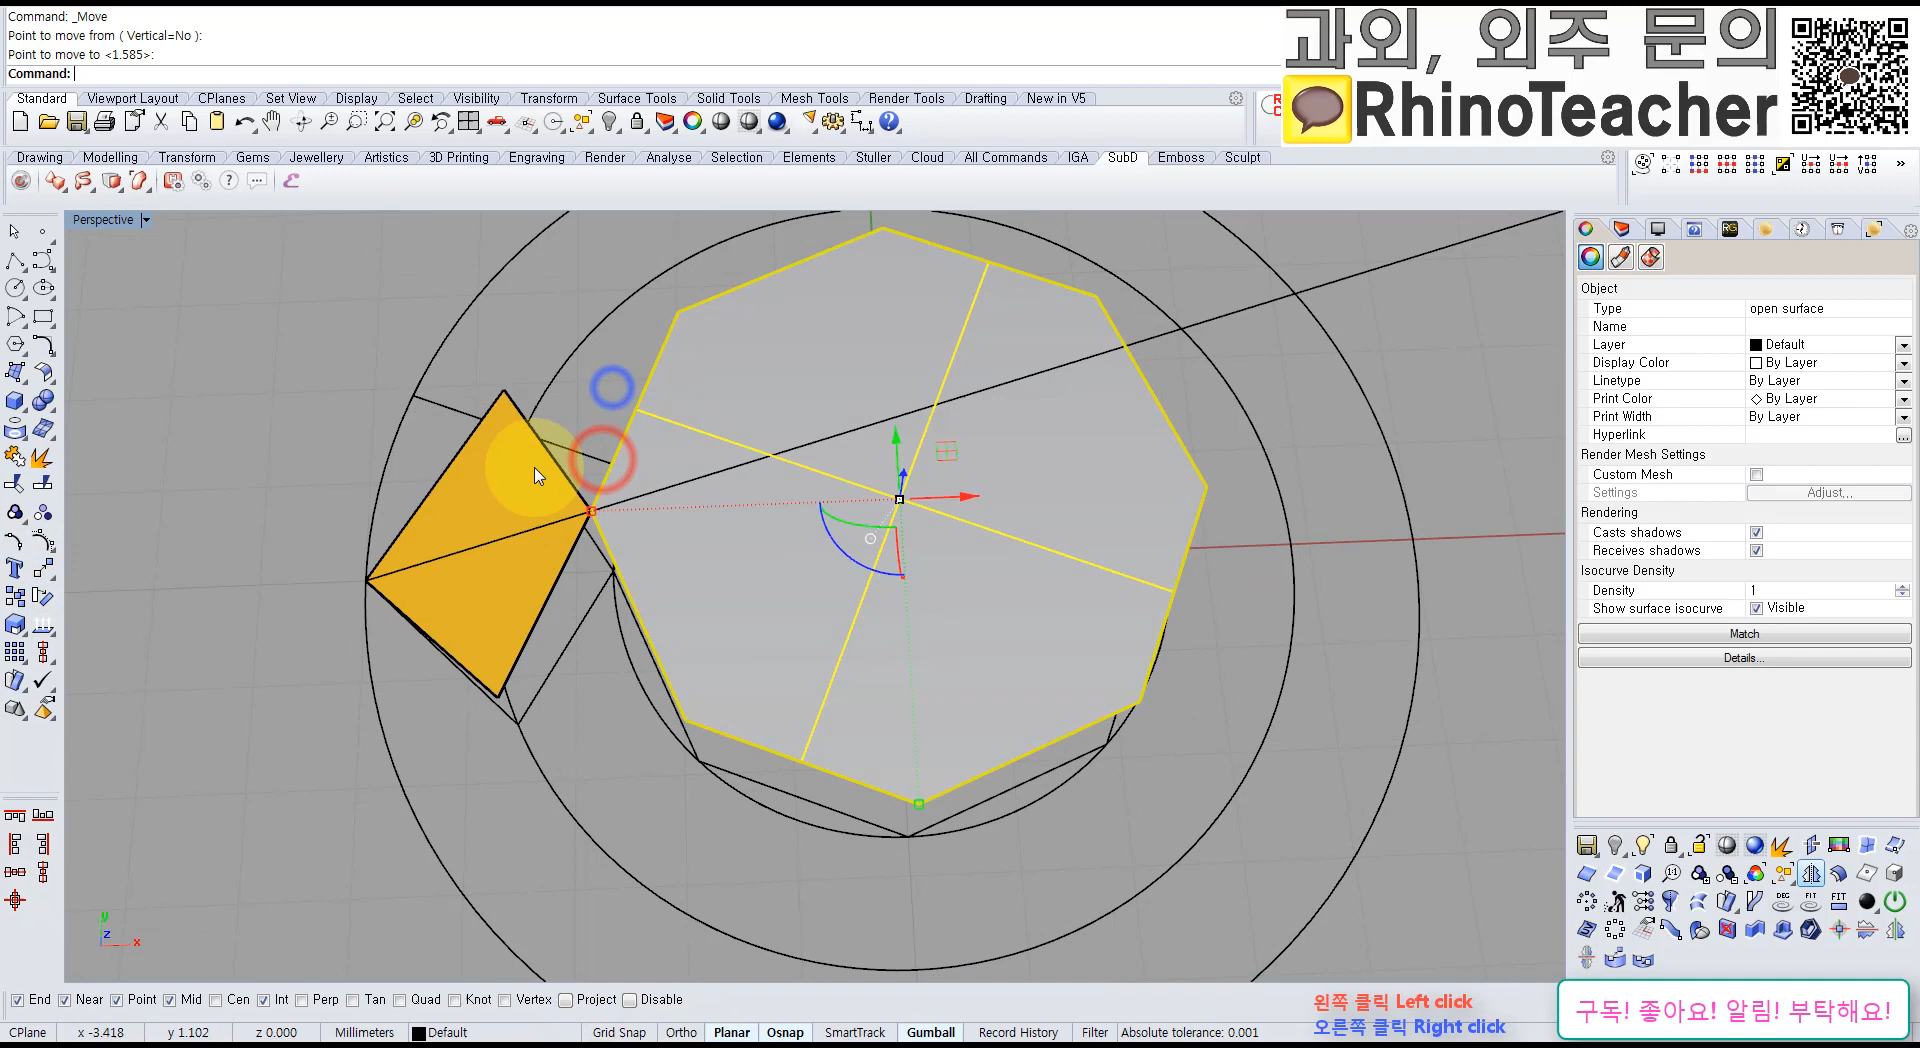 Command: _Move
Point to move from ( Vertical=No ):
Point to move to <1.585>:
Command:
과외, 외주 문의
RhinoTeacher
Standard Viewport Layout CPlanes Set View Display Select Visibility Transform Surface Tools Solid Tools Mesh Tools Render Tools Drafting New in V5
Drawing Modelling Transform Gems Jewellery Artistics 3D Printing Engraving Render Analyse Selection Elements Stuller Cloud All Commands IGA SubD Emboss Sculpt
Perspective
Object
Type open surface
Name
Layer Default
Display Color By Layer
Linetype By Layer
Print Color By Layer
Print Width By Layer
Hyperlink ...
Render Mesh Settings
Custom Mesh
Settings Adjust...
Rendering
Casts shadows
Receives shadows
Isocurve Density
Density 1
Show surface isocurve Visible
Match
Details...
y
z
x
End Near Point Mid Cen Int Perp Tan Quad Knot Vertex Project Disable
왼쪽 클릭 Left click
오른쪽 클릭 Right click
구독! 좋아요! 알림! 부탁해요!
CPlane x -3.418 y 1.102 z 0.000 Millimeters Default Grid Snap Ortho Planar Osnap SmartTrack Gumball Record History Filter Absolute tolerance: 0.001